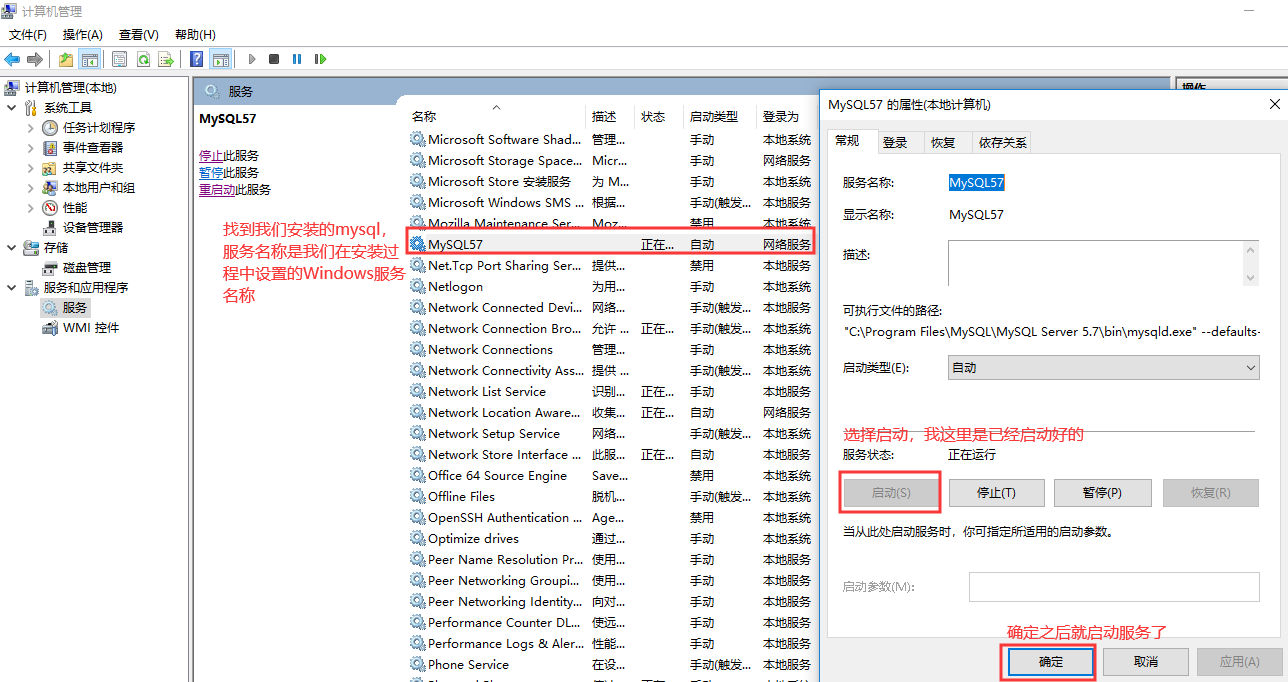 计算机管理
文件(F) 操作(A) 查看(V) 帮助(H)
计算机管理(本地)
系统工具
任务计划程序
事件查看器
共享文件夹
本地用户和组
性能
设备管理器
存储
磁盘管理
服务和应用程序
服务
WMI 控件
服务
MySQL57
停止此服务
暂停此服务
重启动此服务
找到我们安装的mysql,
服务名称是我们在安装过
程中设置的Windows服务
名称
名称 描述 状态 启动类型 登录为
Microsoft Software Shad... 管理... 手动 本地系统
Microsoft Storage Space... Micr... 手动 网络服务
Microsoft Store 安装服务 为 M... 手动 本地系统
Microsoft Windows SMS ... 根据... 手动(触发... 本地系统
Mozilla Maintenance Ser... Moz... 禁用 本地系统
MySQL57 正在... 自动 网络服务
Net.Tcp Port Sharing Ser... 提供... 禁用 本地服务
Netlogon 为用... 手动 本地系统
Network Connected Devi... 网络... 手动(触发... 本地服务
Network Connection Bro... 允许 ... 正在... 手动(触发... 本地系统
Network Connections 管理... 手动 本地系统
Network Connectivity Ass... 提供 ... 手动(触发... 本地系统
Network List Service 识别... 正在... 手动 本地服务
Network Location Aware... 收集... 正在... 自动 网络服务
Network Setup Service 网络... 手动(触发... 本地系统
Network Store Interface ... 此服... 正在... 自动 本地服务
Office 64 Source Engine Save... 禁用 本地系统
Offline Files 脱机... 手动(触发... 本地系统
OpenSSH Authentication ... Age... 禁用 本地系统
Optimize drives 通过... 手动 本地系统
Peer Name Resolution Pr... 使用... 手动 本地服务
Peer Networking Groupi... 使用... 手动 本地服务
Peer Networking Identity... 向对... 手动 本地服务
Performance Counter DL... 使远... 手动 本地服务
Performance Logs & Aler... 性能... 手动 本地服务
Phone Service 在设... 手动(触发... 本地服务
操作
MySQL57 的属性(本地计算机)
常规 登录 恢复 依存关系
服务名称: MySQL57
显示名称: MySQL57
描述:
可执行文件的路径:
"C:\Program Files\MySQL\MySQL Server 5.7\bin\mysqld.exe" --defaults-
启动类型(E): 自动
选择启动，我这里是已经启动好的
服务状态: 正在运行
启动(S) 停止(T) 暂停(P) 恢复(R)
当从此处启动服务时，你可指定所适用的启动参数。
启动参数(M):
确定之后就启动服务了
确定 取消 应用(A)